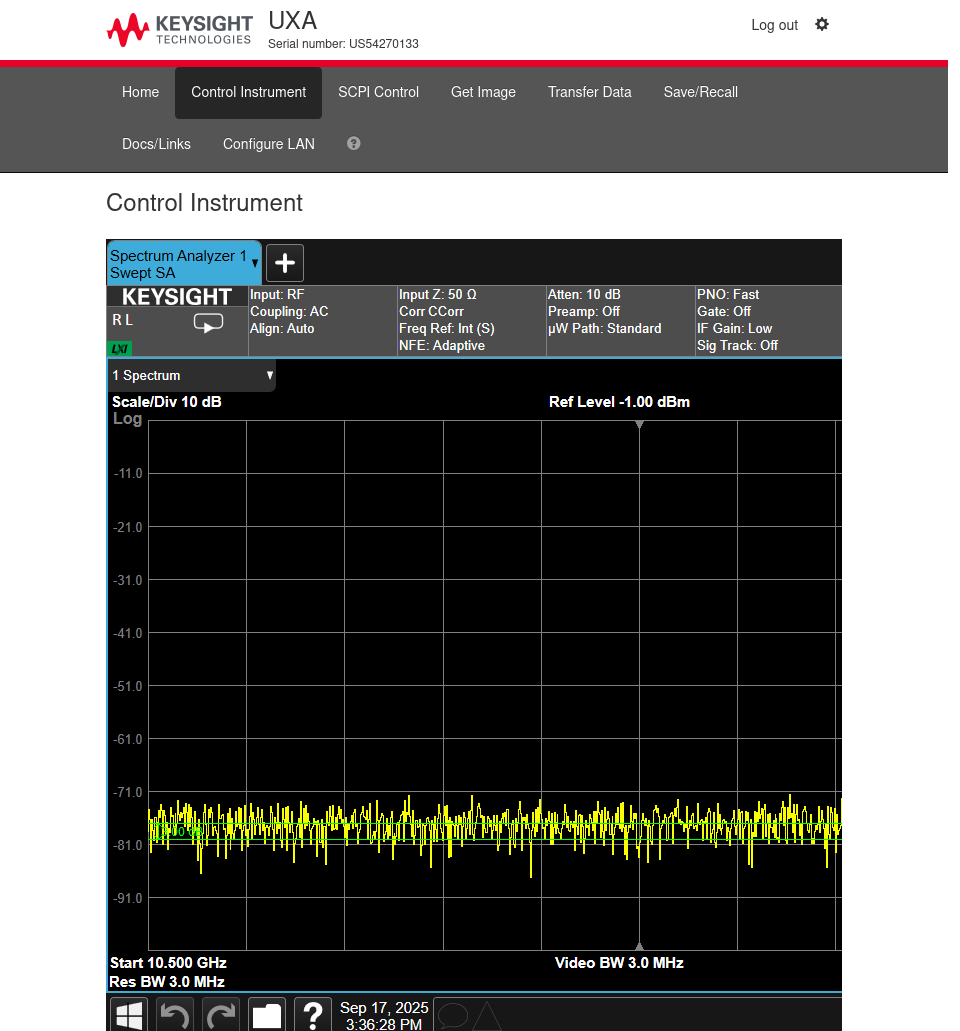 KEYSIGHT
TECHNOLOGIES
UXA
Serial number: US54270133
Log out
Home
Control Instrument
SCPI Control
Get Image
Transfer Data
Save/Recall
Docs/Links
Configure LAN
?
Control Instrument
Spectrum Analyzer 1
Swept SA
KEYSIGHT
R L
LXI
Input: RF
Coupling: AC
Align: Auto
Input Z: 50 Ω
Corr CCorr
Freq Ref: Int (S)
NFE: Adaptive
Atten: 10 dB
Preamp: Off
µW Path: Standard
PNO: Fast
Gate: Off
IF Gain: Low
Sig Track: Off
1 Spectrum
Scale/Div 10 dB
Ref Level -1.00 dBm
Log
-11.0
-21.0
-31.0
-41.0
-51.0
-61.0
-71.0
-81.0
-91.0
Start 10.500 GHz
Video BW 3.0 MHz
Res BW 3.0 MHz
?
Sep 17, 2025
3:36:28 PM